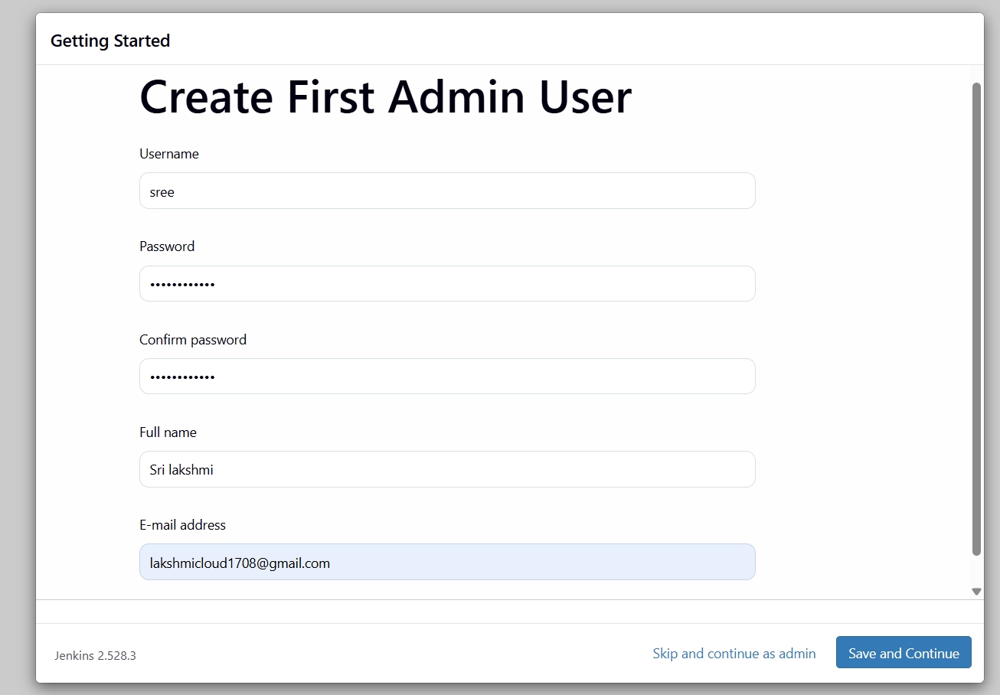 Getting Started
Create First Admin User
Username
sree
Password
••••••••••••
Confirm password
••••••••••••
Full name
Sri lakshmi
E-mail address
lakshmicloud1708@gmail.com
Jenkins 2.528.3
Skip and continue as admin
Save and Continue